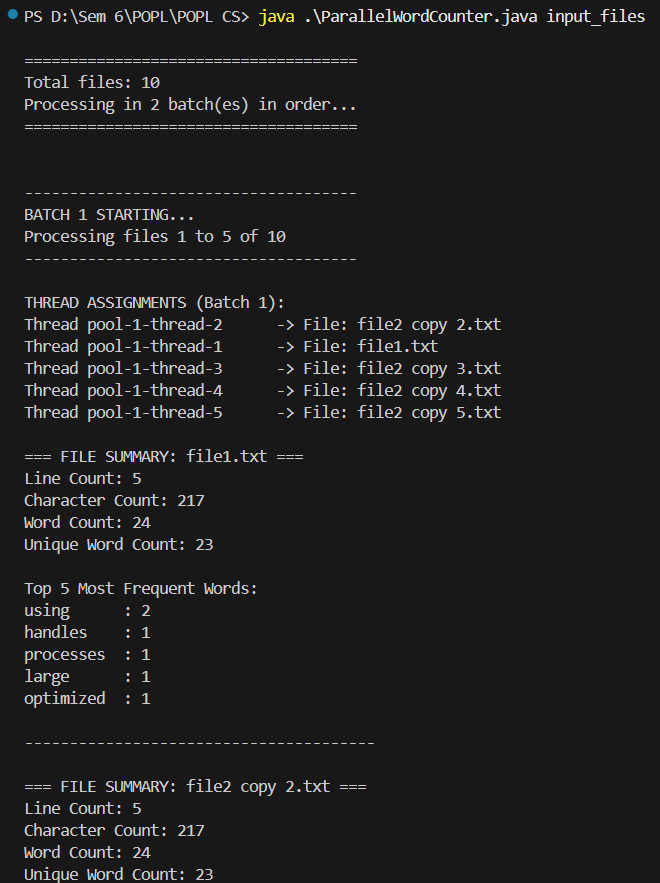 PS D:\Sem 6\POPL\POPL CS> java .\ParallelWordCounter.java input_files
=====================================
Total files: 10
Processing in 2 batch(es) in order...
=====================================
-------------------------------------
BATCH 1 STARTING...
Processing files 1 to 5 of 10
-------------------------------------
THREAD ASSIGNMENTS (Batch 1):
Thread pool-1-thread-2      -> File: file2 copy 2.txt
Thread pool-1-thread-1      -> File: file1.txt
Thread pool-1-thread-3      -> File: file2 copy 3.txt
Thread pool-1-thread-4      -> File: file2 copy 4.txt
Thread pool-1-thread-5      -> File: file2 copy 5.txt
=== FILE SUMMARY: file1.txt ===
Line Count: 5
Character Count: 217
Word Count: 24
Unique Word Count: 23
Top 5 Most Frequent Words:
using      : 2
handles    : 1
processes  : 1
large      : 1
optimized  : 1
---------------------------------------
=== FILE SUMMARY: file2 copy 2.txt ===
Line Count: 5
Character Count: 217
Word Count: 24
Unique Word Count: 23